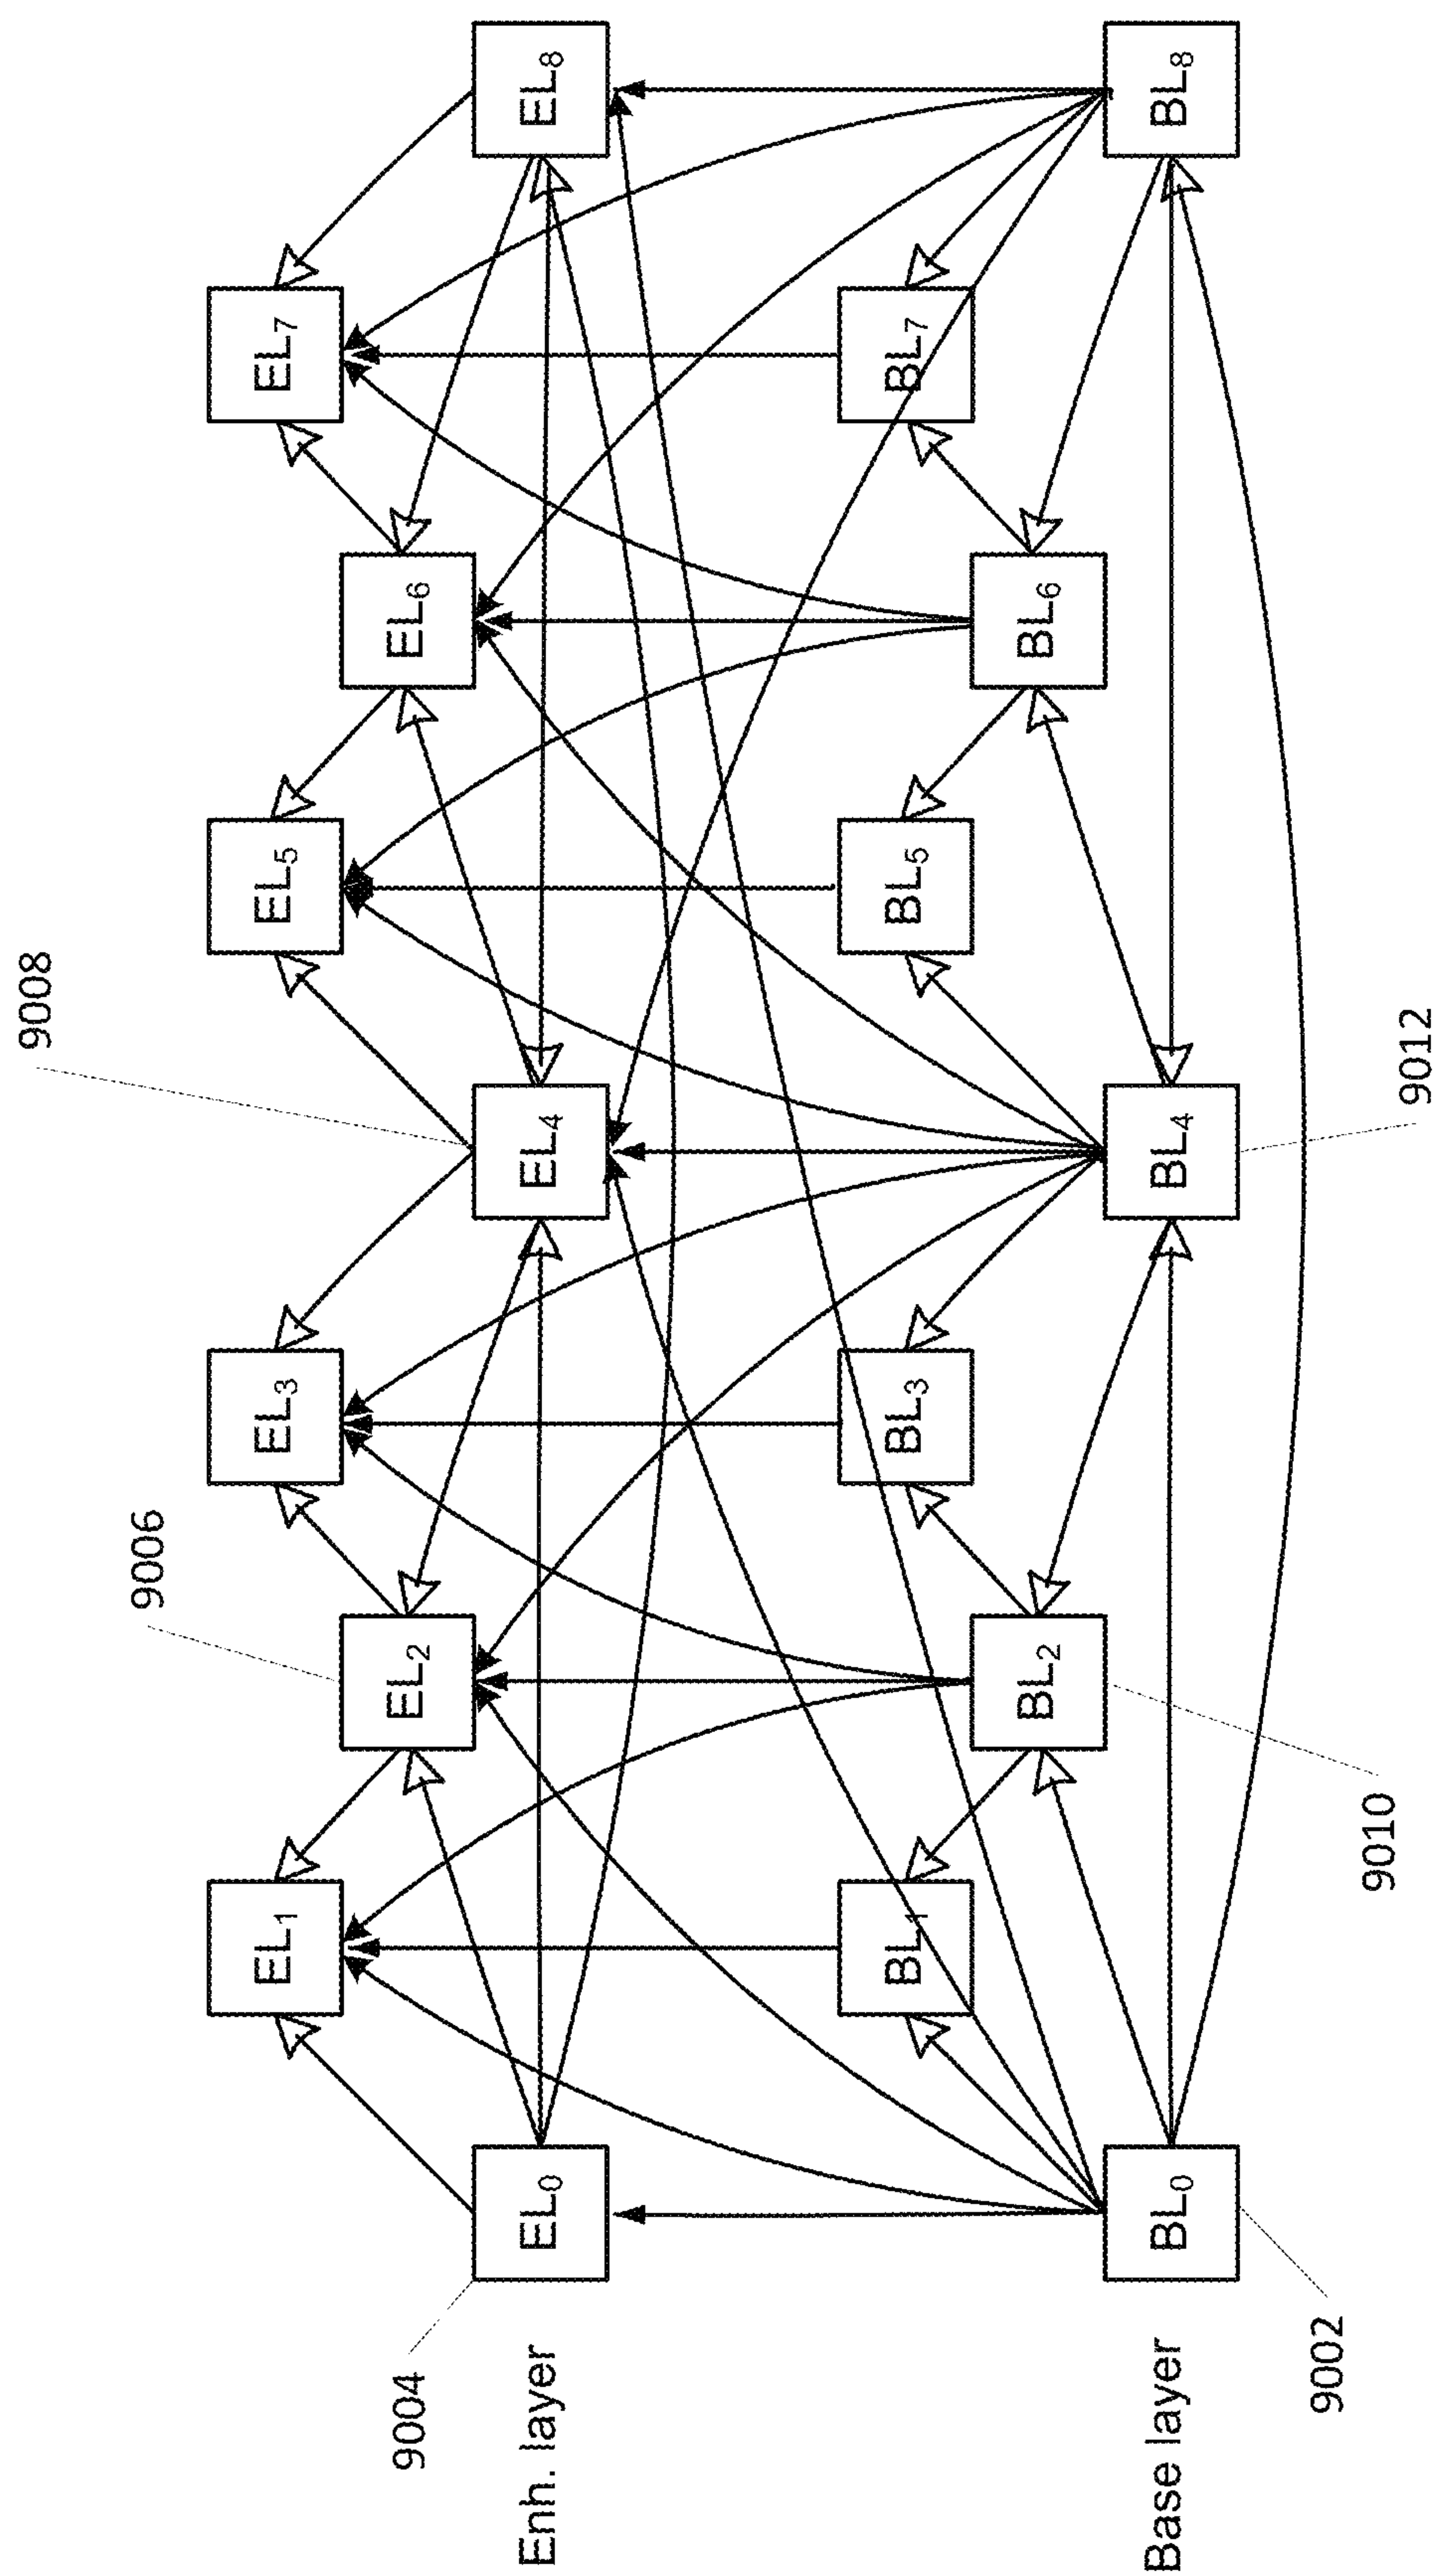 9008
9006
9004
EL₁
EL₃
EL₅
EL₇
EL₂
EL₆
Enh. layer
EL₀
EL₄
EL₈
BL₁
BL₃
BL₅
BL₇
BL₂
BL₆
Base layer
BL₀
BL₄
BL₈
9002
9010
9012